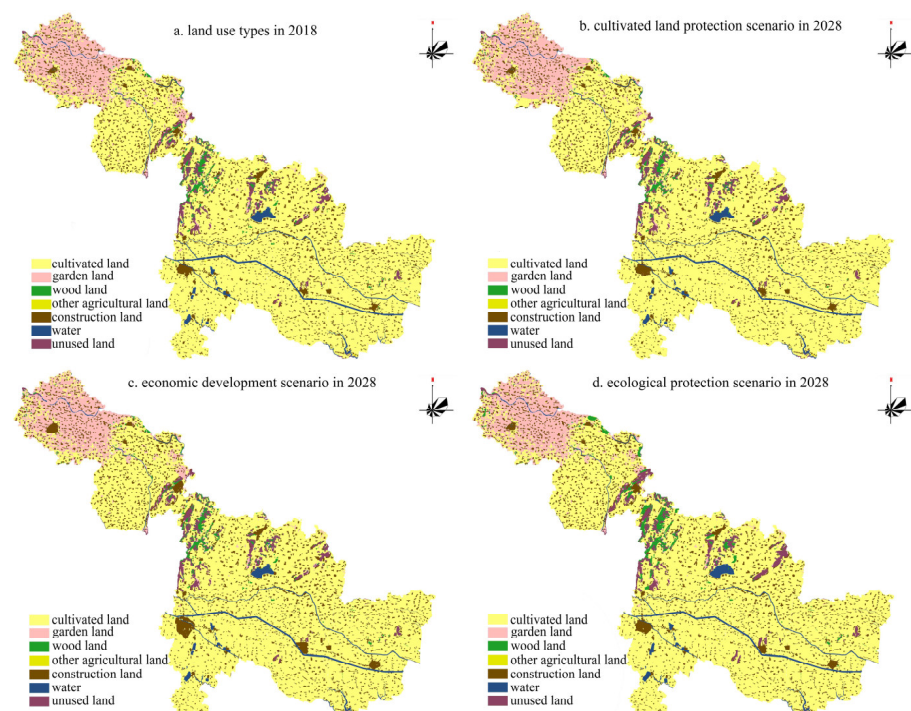 a. land use types in 2018
cultivated land
garden land
wood land
other agricultural land
construction land
water
unused land
b. cultivated land protection scenario in 2028
cultivated land
garden land
wood land
other agricultural land
construction land
water
unused land
c. economic development scenario in 2028
cultivated land
garden land
wood land
other agricultural land
construction land
water
unused land
d. ecological protection scenario in 2028
cultivated land
garden land
wood land
other agricultural land
construction land
water
unused land